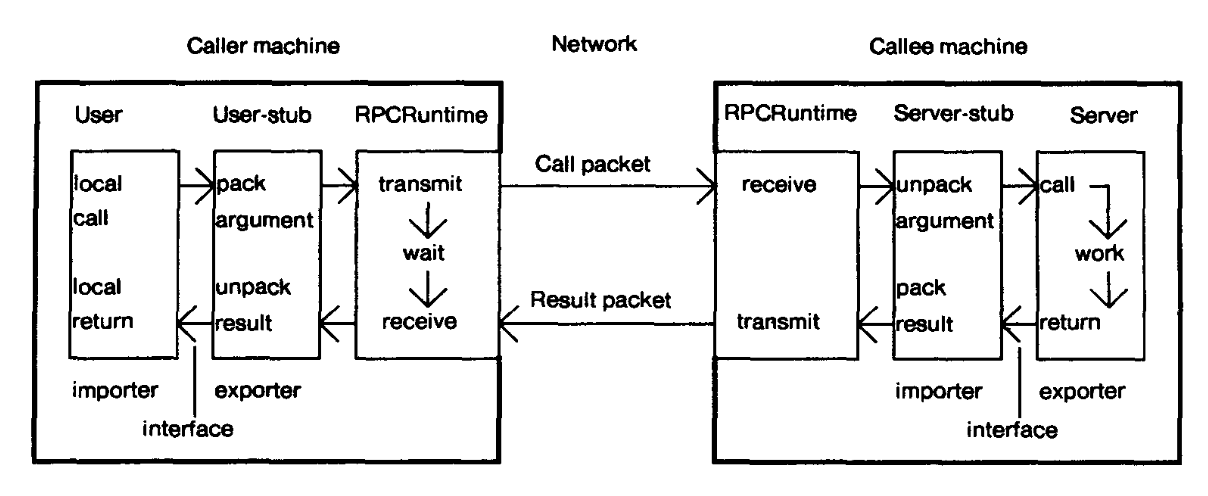 Caller machine
Network
Callee machine
User
User-stub
RPCRuntime
RPCRuntime
Server-stub
Server
local
call
pack
argument
transmit
wait
Call packet
receive
unpack
argument
call
work
local
return
unpack
result
receive
Result packet
transmit
pack
result
return
importer
exporter
interface
importer
exporter
interface